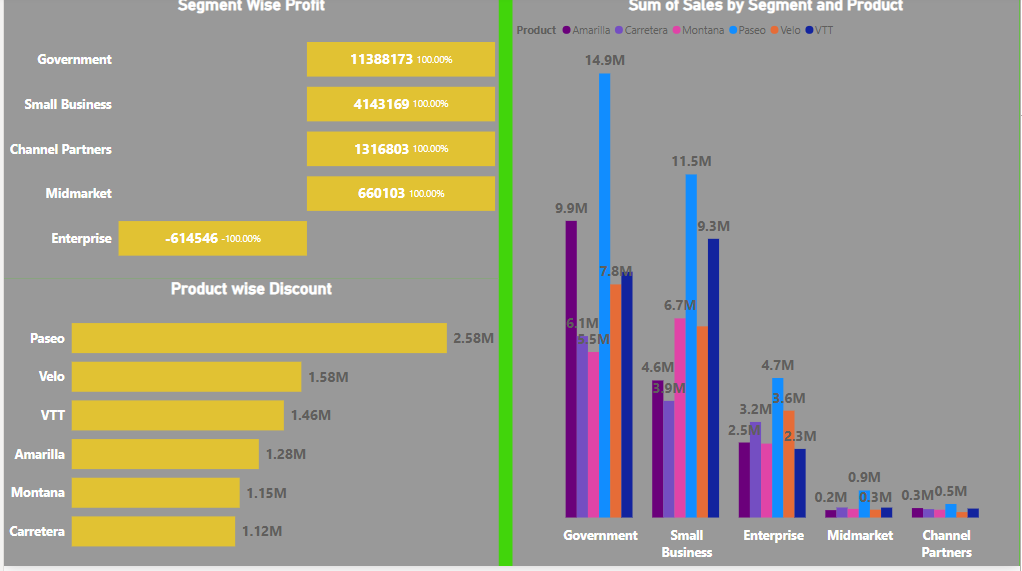 Segment Wise Profit
Government 11388173 100.00%
Small Business 4143169 100.00%
Channel Partners 1316803 100.00%
Midmarket 660103 100.00%
Enterprise -614546 -100.00%
Product wise Discount
Paseo 2.58M
Velo 1.58M
VTT 1.46M
Amarilla 1.28M
Montana 1.15M
Carretera 1.12M
Sum of Sales by Segment and Product
Product Amarilla Carretera Montana Paseo Velo VTT
14.9M
11.5M
9.9M
9.3M
7.8M
6.1M
6.7M
5.5M
4.6M
4.7M
3.9M
3.6M
3.2M
2.5M
2.3M
0.9M
0.2M
0.3M
0.3M
0.5M
Government
Small
Business
Enterprise
Midmarket
Channel
Partners